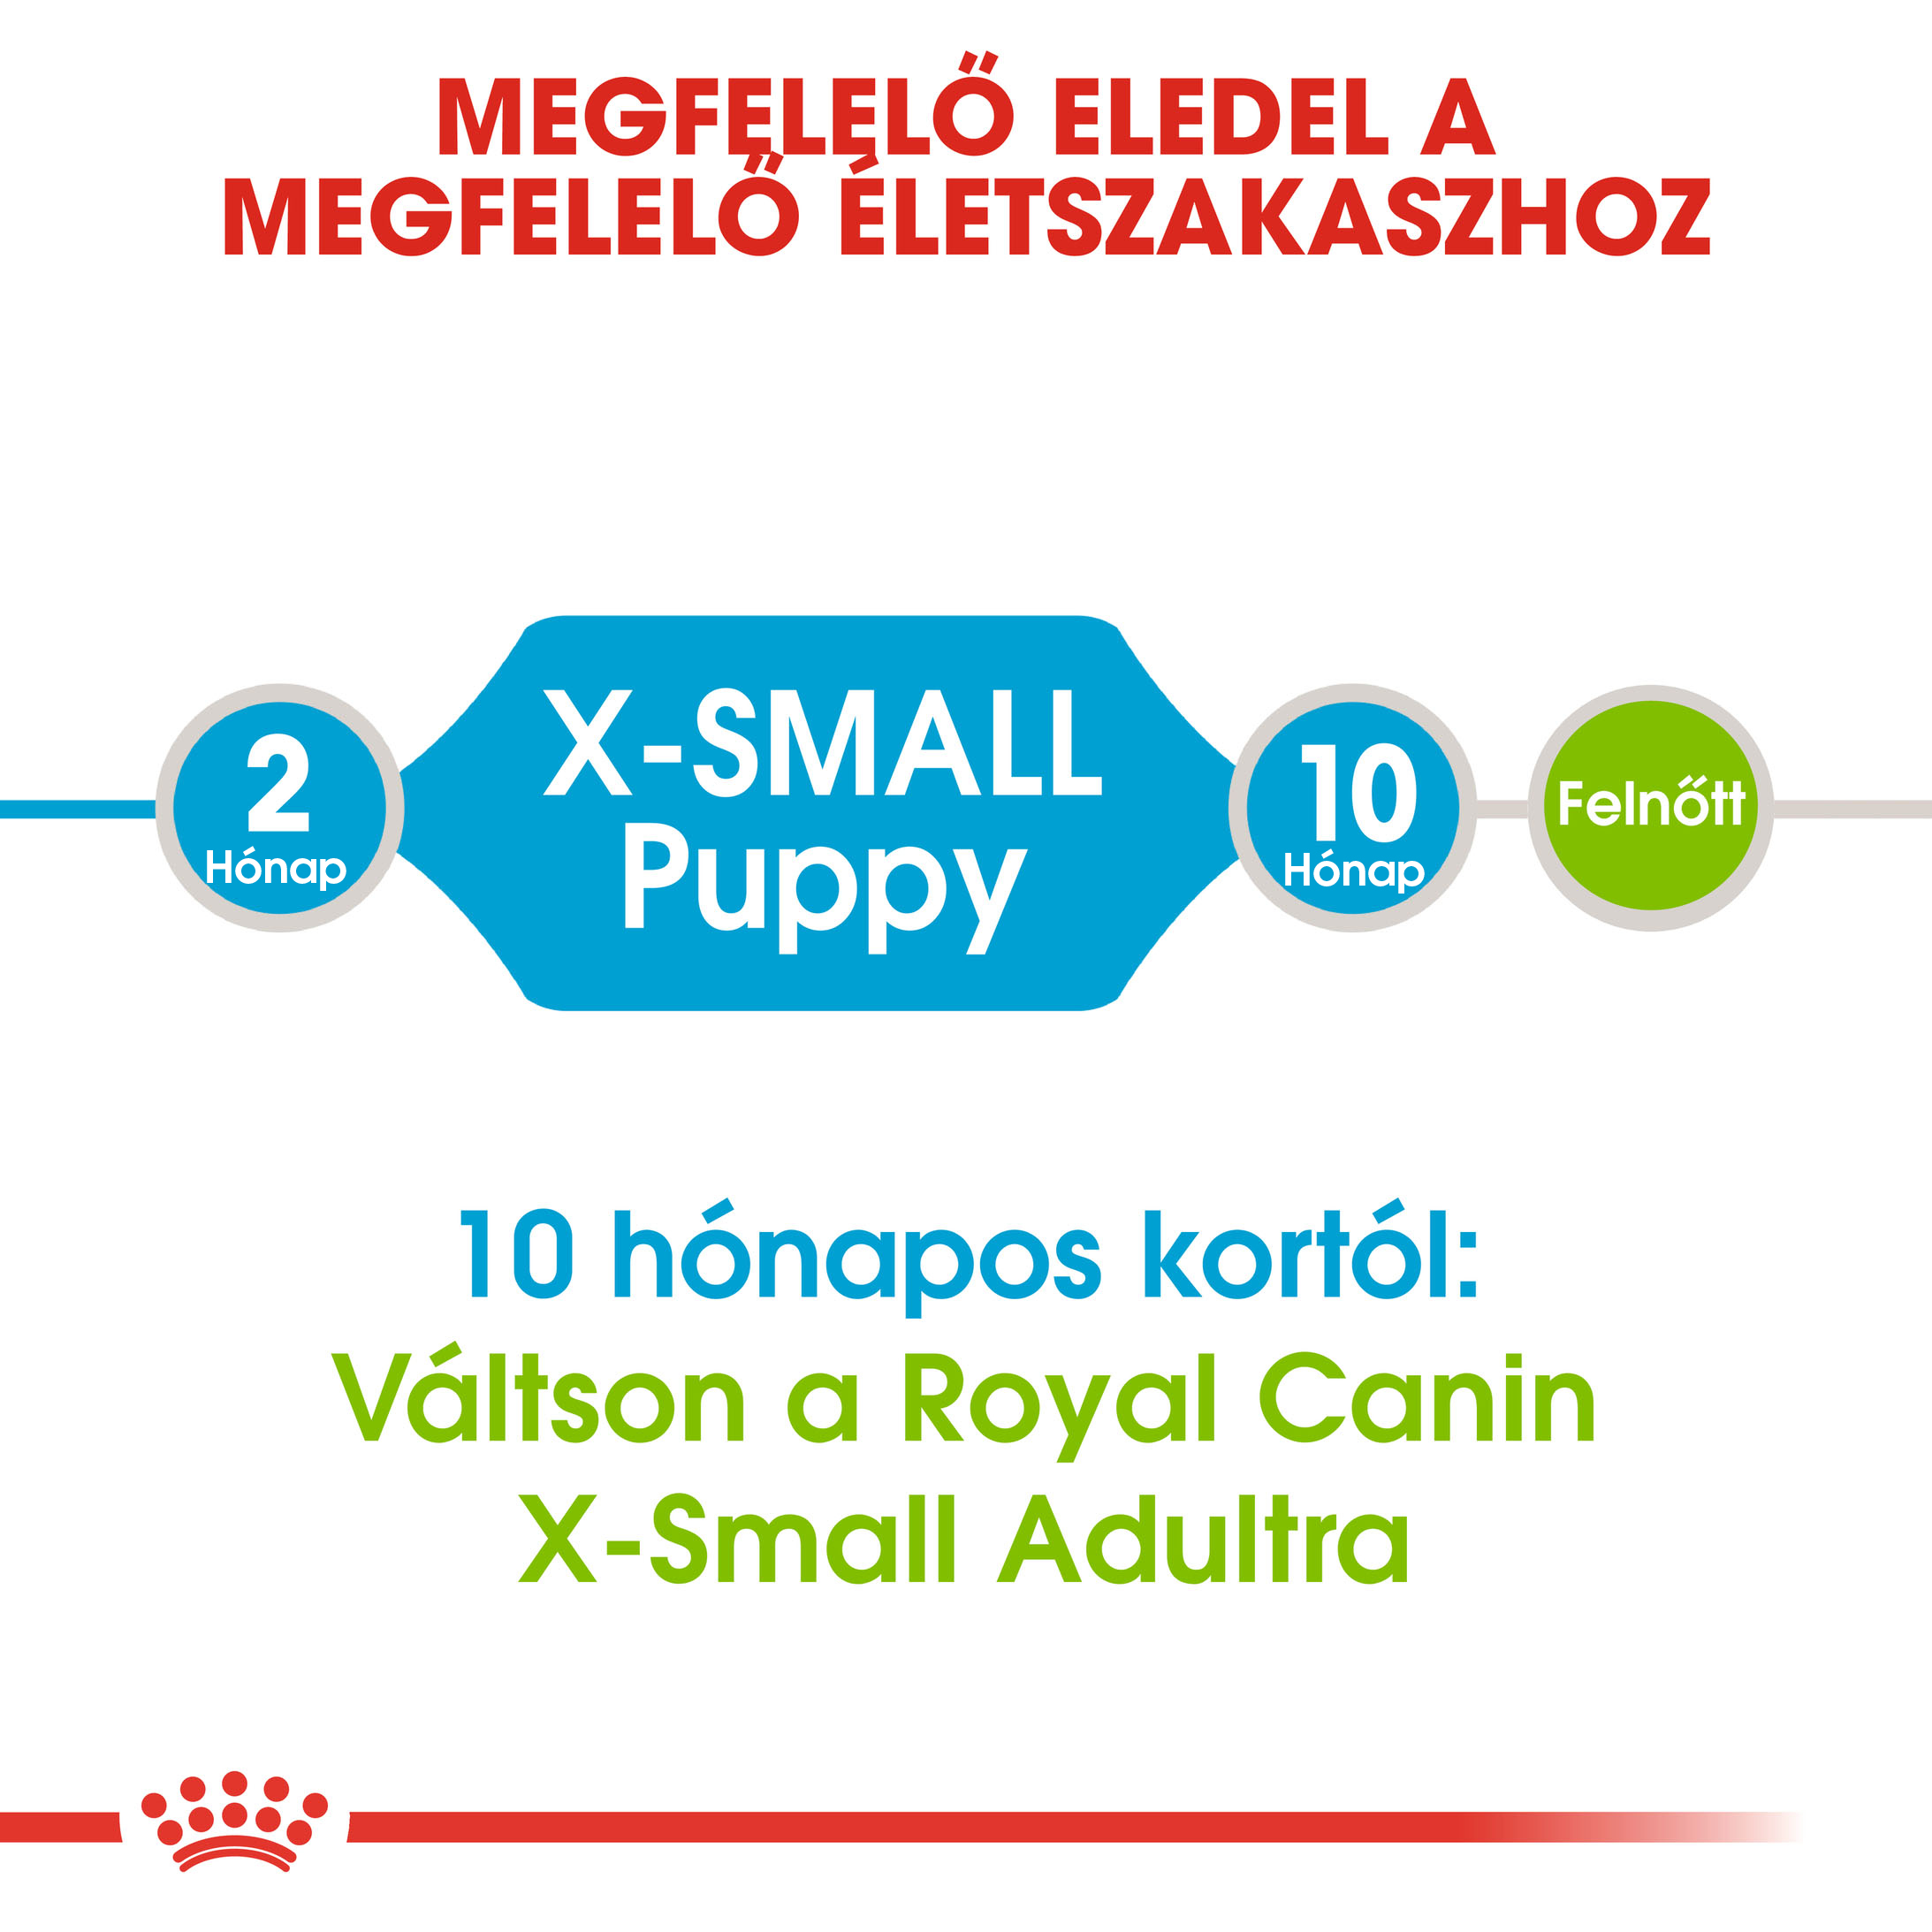 MEGFELELŐ ELEDEL A
MEGFELELŐ ÉLETSZAKASZHOZ
X-SMALL
Puppy
2
Hónap
10
Hónap
Felnőtt
10 hónapos kortól:
Váltson a Royal Canin
X-Small Adultra